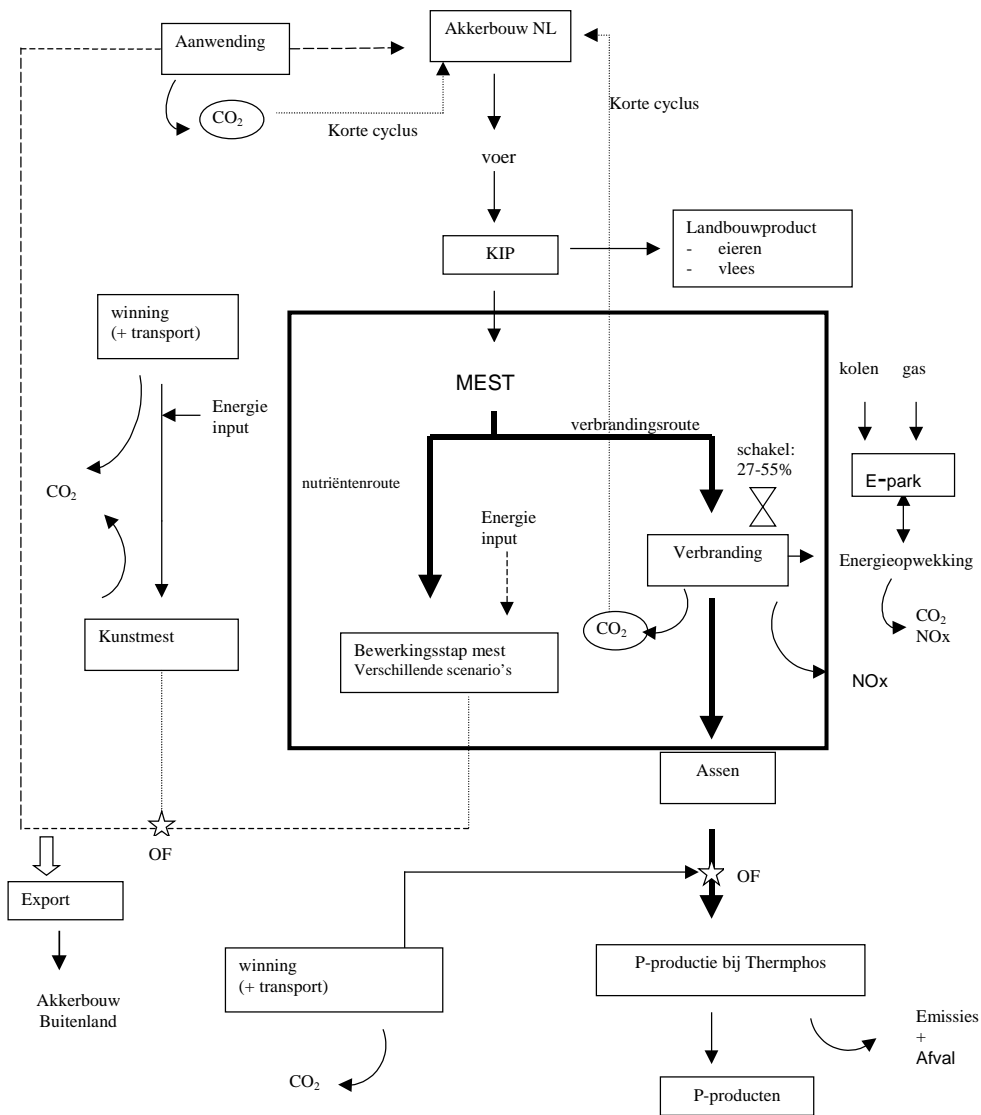 Aanwending
Akkerbouw NL
CO2
Korte cyclus
Korte cyclus
voer
KIP
Landbouwproduct
- eieren
- vlees
winning
(+ transport)
Energie
input
CO2
Kunstmest
MEST
verbrandingsroute
nutriëntenroute
schakel:
27-55%
Energie
input
Verbranding
CO2
Bewerkingsstap mest
Verschillende scenario's
kolen gas
E-park
Energieopwekking
CO2
NOx
NOx
Assen
OF
OF
Export
Akkerbouw
Buitenland
winning
(+ transport)
CO2
P-productie bij Thermphos
Emissies
+
Afval
P-producten